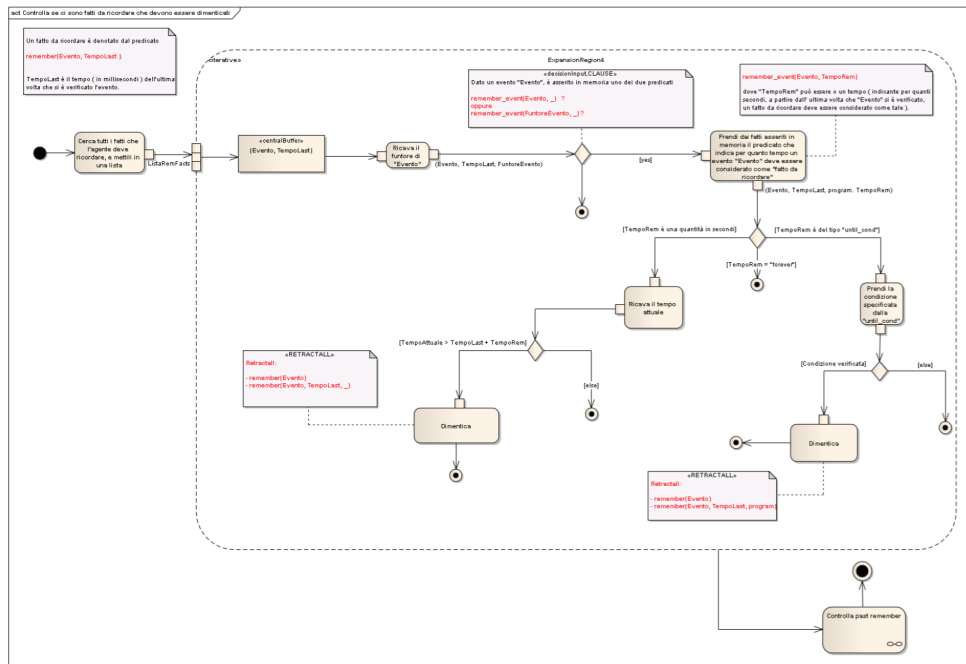 act Controlla se ci sono fatti da ricordare che devono essere dimenticati
Un fatto da ricordare è denotato dal predicato
remember(Evento, TempoLast ).
TempoLast è il tempo ( in millisecondi ) dell'ultima
volta che si è verificato l'evento.
«iterative»
ExpansionRegion4
«decisionInput,CLAUSE»
Dato un evento "Evento", è asserito in memoria uno dei due predicati
remember_event(Evento, _) ?
oppure
remember_event(FuntoreEvento, _)?
remember_event(Evento, TempoRem)
dove "TempoRem" può essere o un tempo ( indicante per quanti
secondi, a partire dall' ultima volta che "Evento" si è verificato,
un fatto da ricordare deve essere considerato come tale ).
Cerca tutti i fatti che
l'agente deve
ricordare, e mettili in
una lista
ListaRemFacts
«centralBuffer»
(Evento, TempoLast)
Ricava il
funtore di
"Evento"
(Evento, TempoLast, FuntoreEvento)
[yes]
Prendi dai fatti asseriti in
memoria il predicato che
indica per quanto tempo un
evento "Evento" deve essere
considerato come "fatto da
ricordare"
(Evento, TempoLast, program. TempoRem)
[TempoRem è una quantità in secondi]
[TempoRem è del tipo "until_cond"]
[TempoRem = "forever"]
Ricava il tempo
attuale
Prendi la
condizione
specificata
dalla
"until_cond"
[TempoAttuale > TempoLast + TempoRem]
[else]
«RETRACTALL»
Retractall:
- remember(Evento)
- remember(Evento, TempoLast, _)
Dimentica
[Condizione verificata]
[else]
Dimentica
«RETRACTALL»
Retractall:
- remember(Evento)
- remember(Evento, TempoLast, program)
Controlla past remember